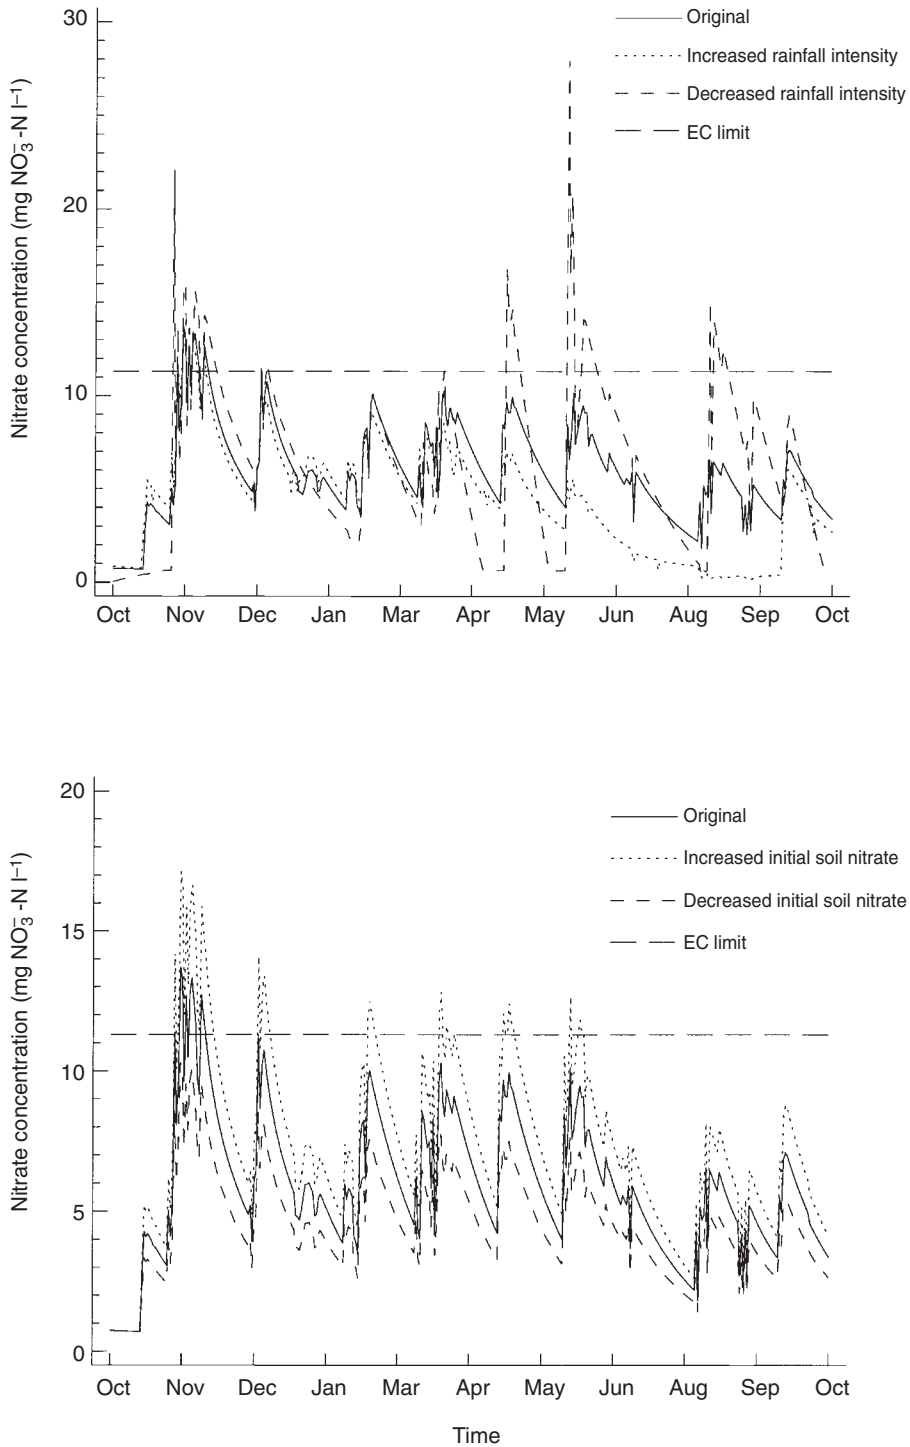 Nitrate concentration (mg NO₃⁻-N l⁻¹)
30
20
10
0
Original
Increased rainfall intensity
Decreased rainfall intensity
EC limit
Oct Nov Dec Jan Mar Apr May Jun Aug Sep Oct
Nitrate concentration (mg NO₃⁻-N l⁻¹)
20
15
10
5
0
Original
Increased initial soil nitrate
Decreased initial soil nitrate
EC limit
Oct Nov Dec Jan Mar Apr May Jun Aug Sep Oct
Time